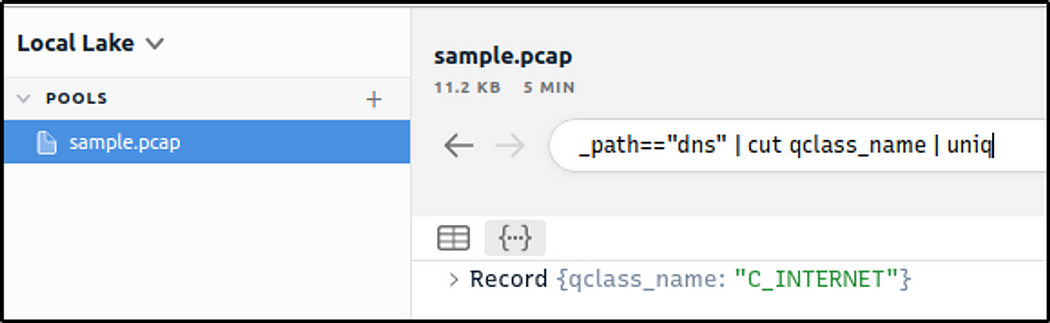 Local Lake
POOLS
sample.pcap
sample.pcap
11.2 KB 5 MIN
_path=="dns" | cut qclass_name | uniq
{...}
> Record {qclass_name: "C_INTERNET"}